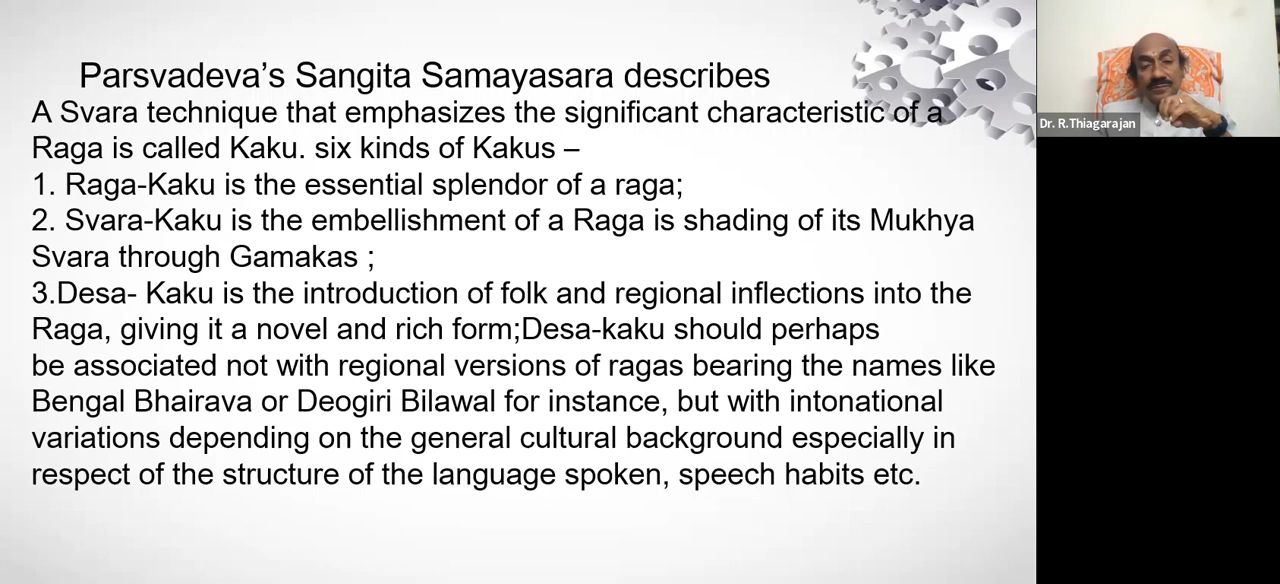 Parsvadeva's Sangita Samayasara describes
A Svara technique that emphasizes the significant characteristic of a
Raga is called Kaku. six kinds of Kakus –
1. Raga-Kaku is the essential splendor of a raga;
2. Svara-Kaku is the embellishment of a Raga is shading of its Mukhya
Svara through Gamakas ;
3.Desa- Kaku is the introduction of folk and regional inflections into the
Raga, giving it a novel and rich form;Desa-kaku should perhaps
be associated not with regional versions of ragas bearing the names like
Bengal Bhairava or Deogiri Bilawal for instance, but with intonational
variations depending on the general cultural background especially in
respect of the structure of the language spoken, speech habits etc.
Dr. R.Thiagarajan